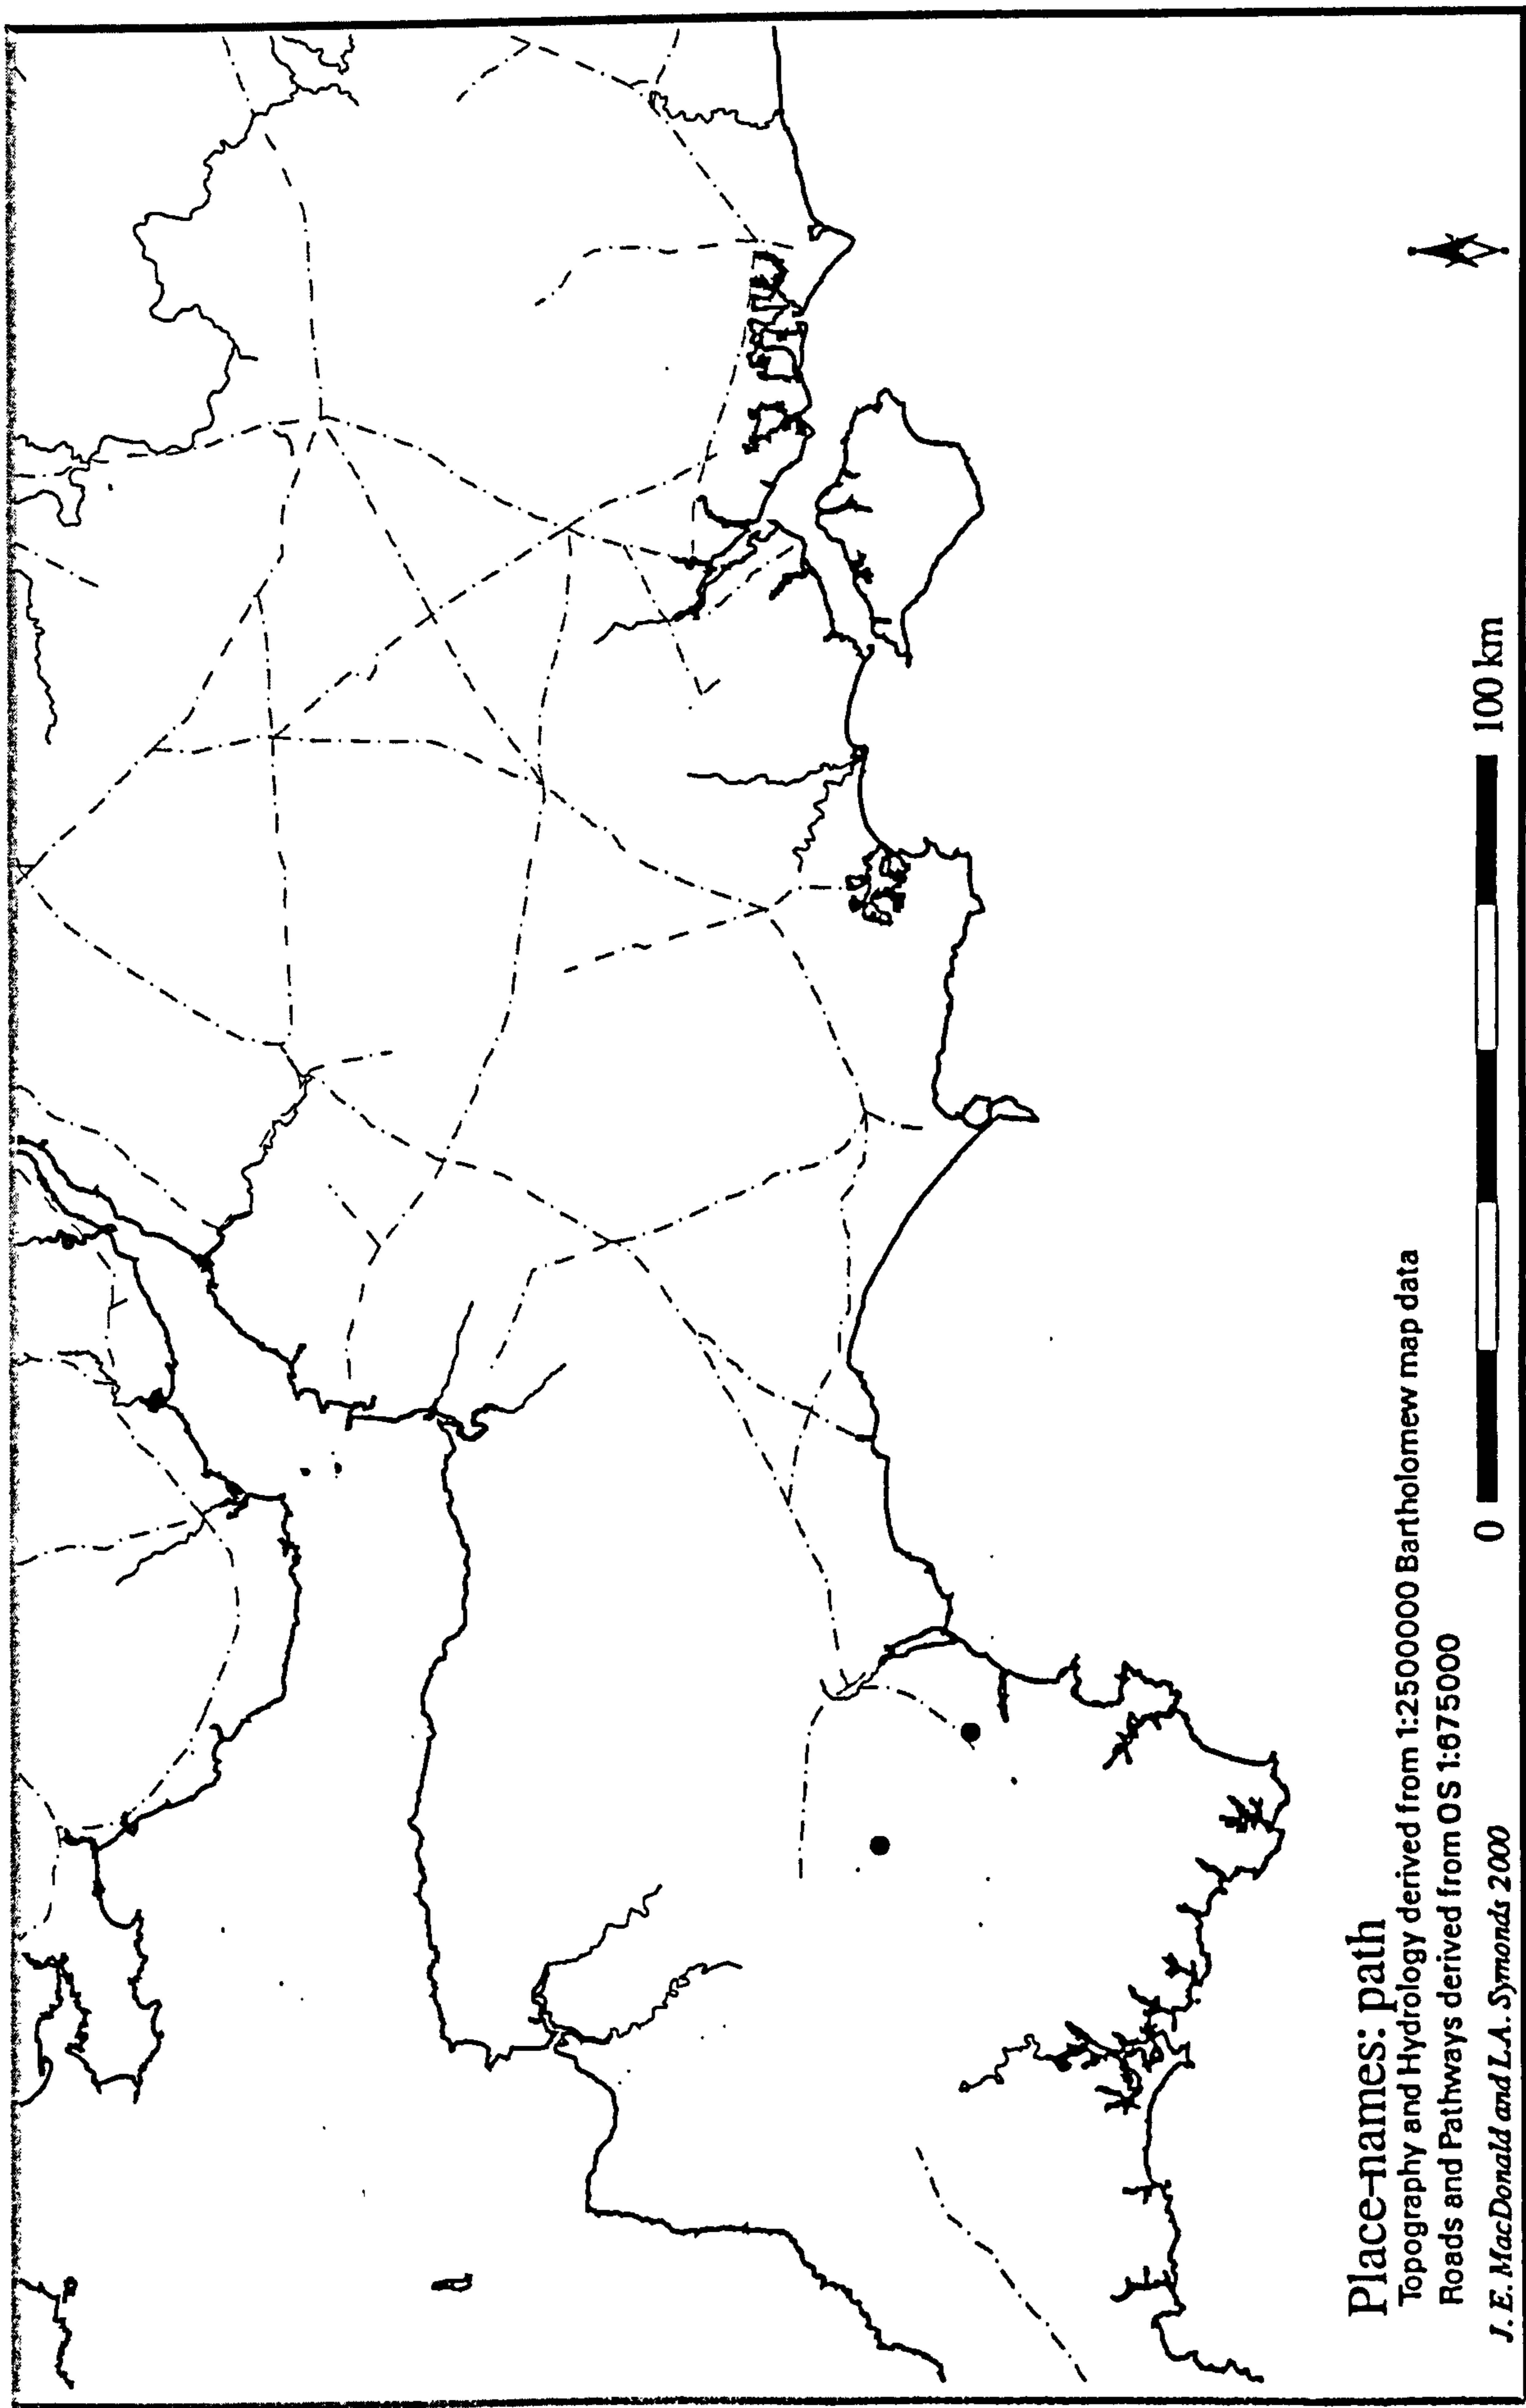 Place-names: path
Topography and Hydrology derived from 1:2500000 Bartholomew map data
Roads and Pathways derived from OS 1:675000
J. E. MacDonald and L.A. Symonds 2000
0 100 km